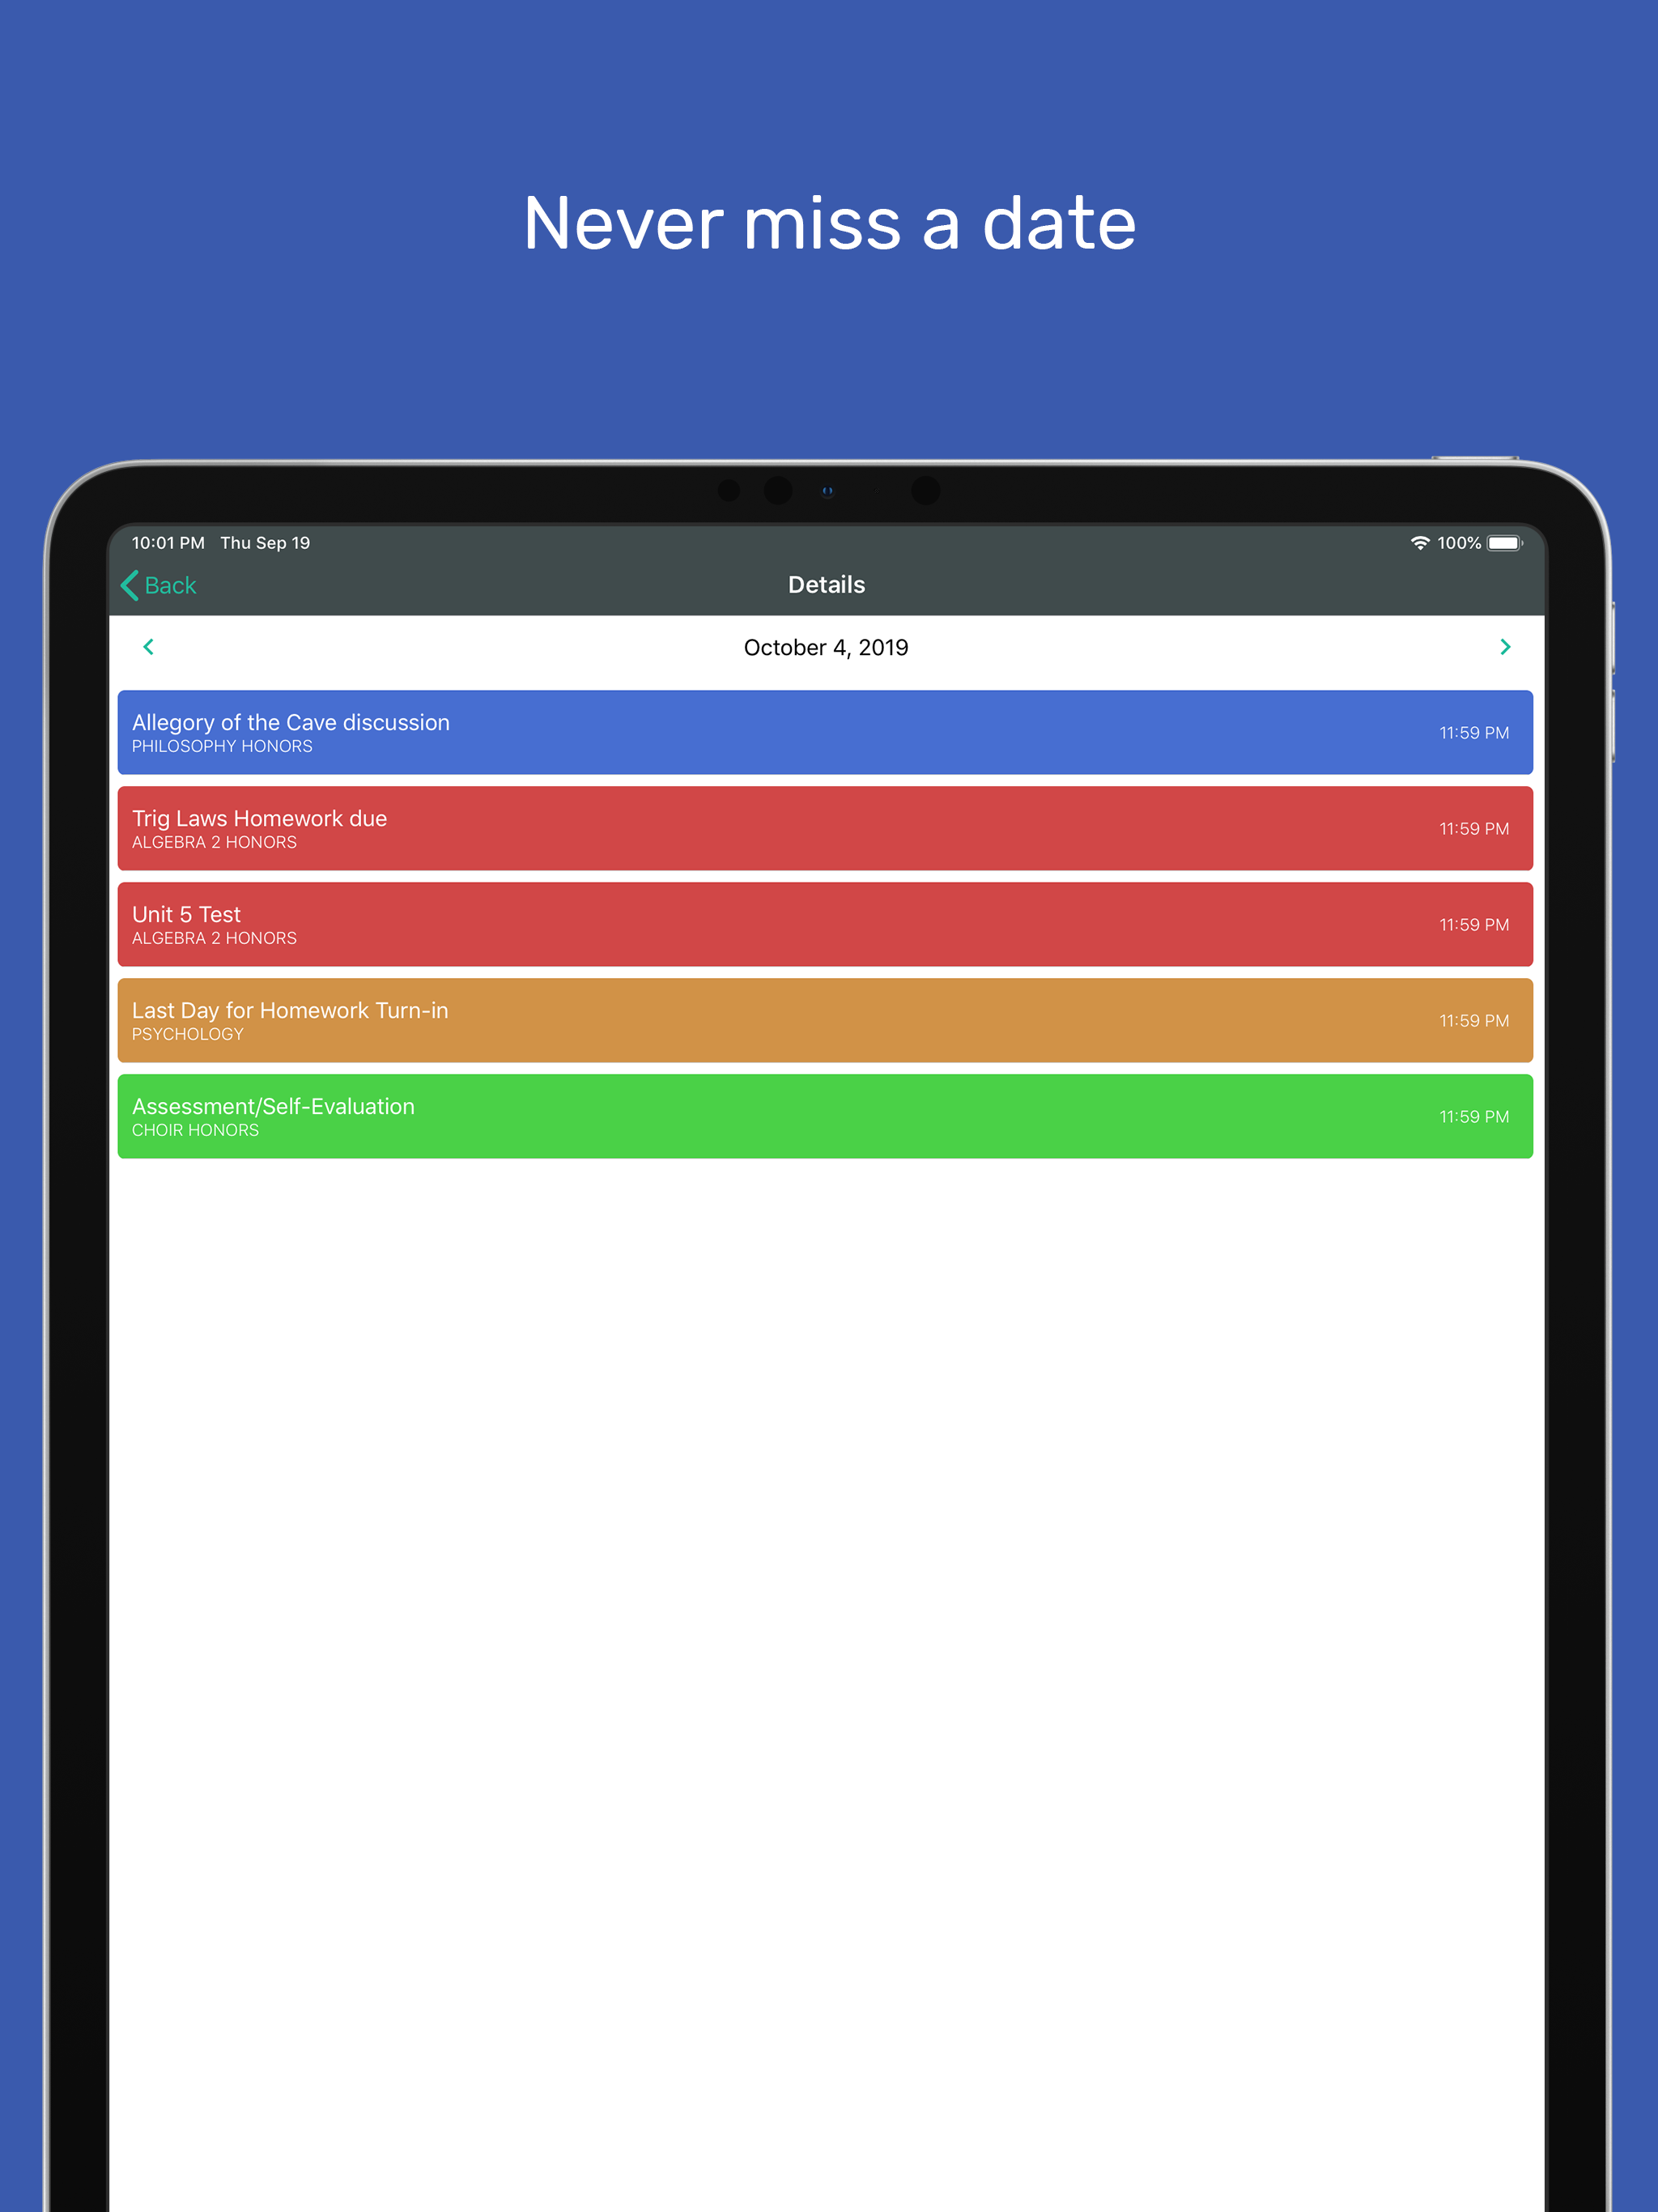 Never miss a date
10:01 PM Thu Sep 19
100%
Back
Details
October 4, 2019
Allegory of the Cave discussion
PHILOSOPHY HONORS
11:59 PM
Trig Laws Homework due
ALGEBRA 2 HONORS
11:59 PM
Unit 5 Test
ALGEBRA 2 HONORS
11:59 PM
Last Day for Homework Turn-in
PSYCHOLOGY
11:59 PM
Assessment/Self-Evaluation
CHOIR HONORS
11:59 PM